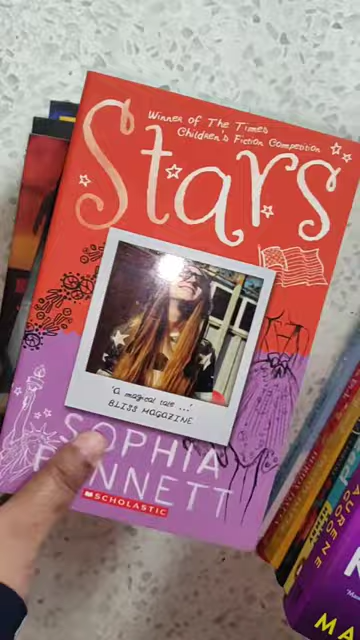 Winner of The Times
Children's Fiction Competition
Stars
'A magical tale ...'
BLISS MAGAZINE
SOPHIA
BENNETT
SCHOLASTIC